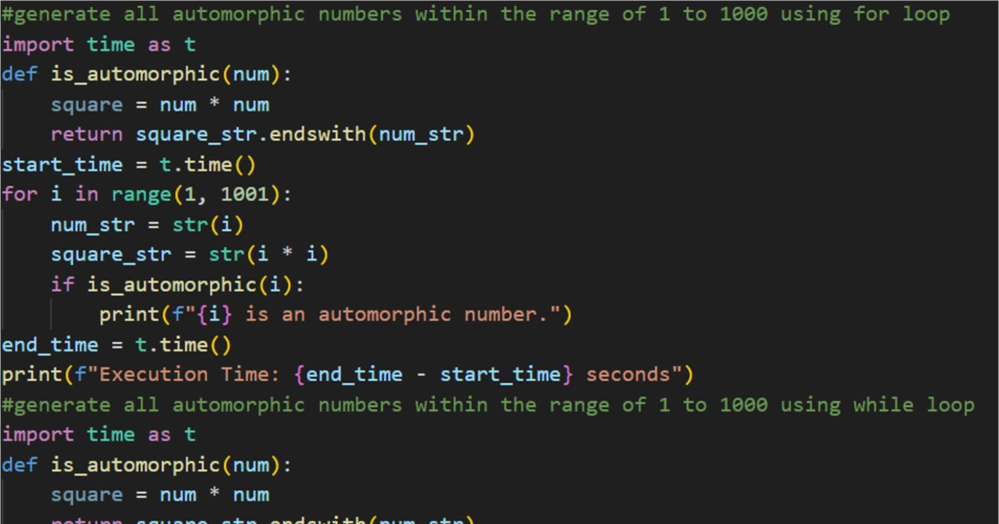 #generate all automorphic numbers within the range of 1 to 1000 using for loop
import time as t
def is_automorphic(num):
    square = num * num
    return square_str.endswith(num_str)
start_time = t.time()
for i in range(1, 1001):
    num_str = str(i)
    square_str = str(i * i)
    if is_automorphic(i):
        print(f"{i} is an automorphic number.")
end_time = t.time()
print(f"Execution Time: {end_time - start_time} seconds")
#generate all automorphic numbers within the range of 1 to 1000 using while loop
import time as t
def is_automorphic(num):
    square = num * num
    return square_str.endswith(num_str)